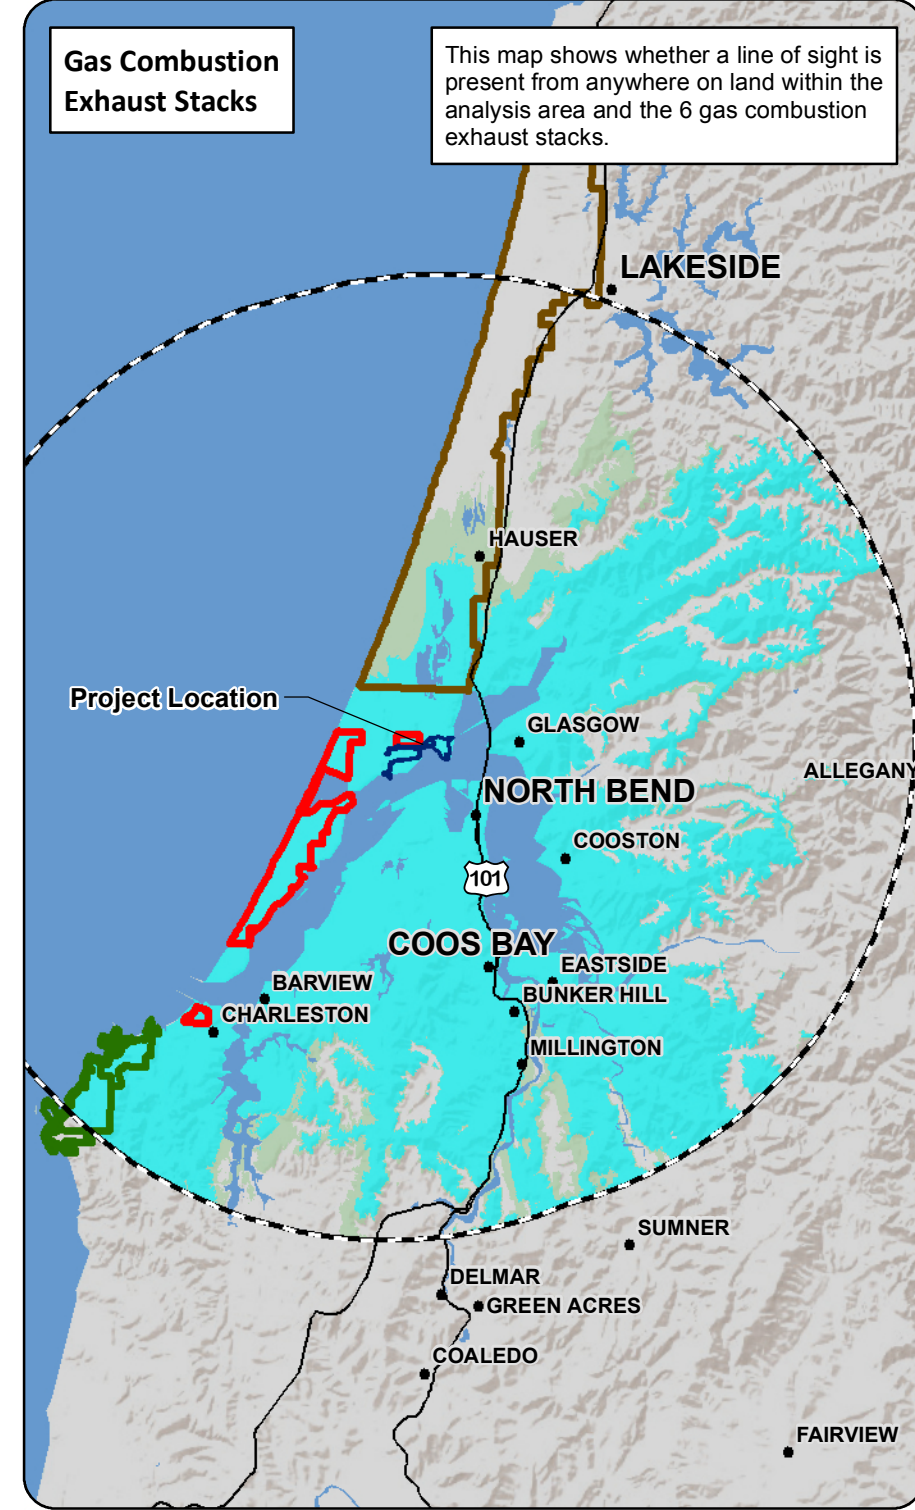 Gas Combustion
Exhaust Stacks
This map shows whether a line of sight is
present from anywhere on land within the
analysis area and the 6 gas combustion
exhaust stacks.
LAKESIDE
HAUSER
Project Location
GLASGOW
ALLEGANY
NORTH BEND
COOSTON
101
COOS BAY
EASTSIDE
BARVIEW
BUNKER HILL
CHARLESTON
MILLINGTON
SUMNER
DELMAR
GREEN ACRES
COALEDO
FAIRVIEW